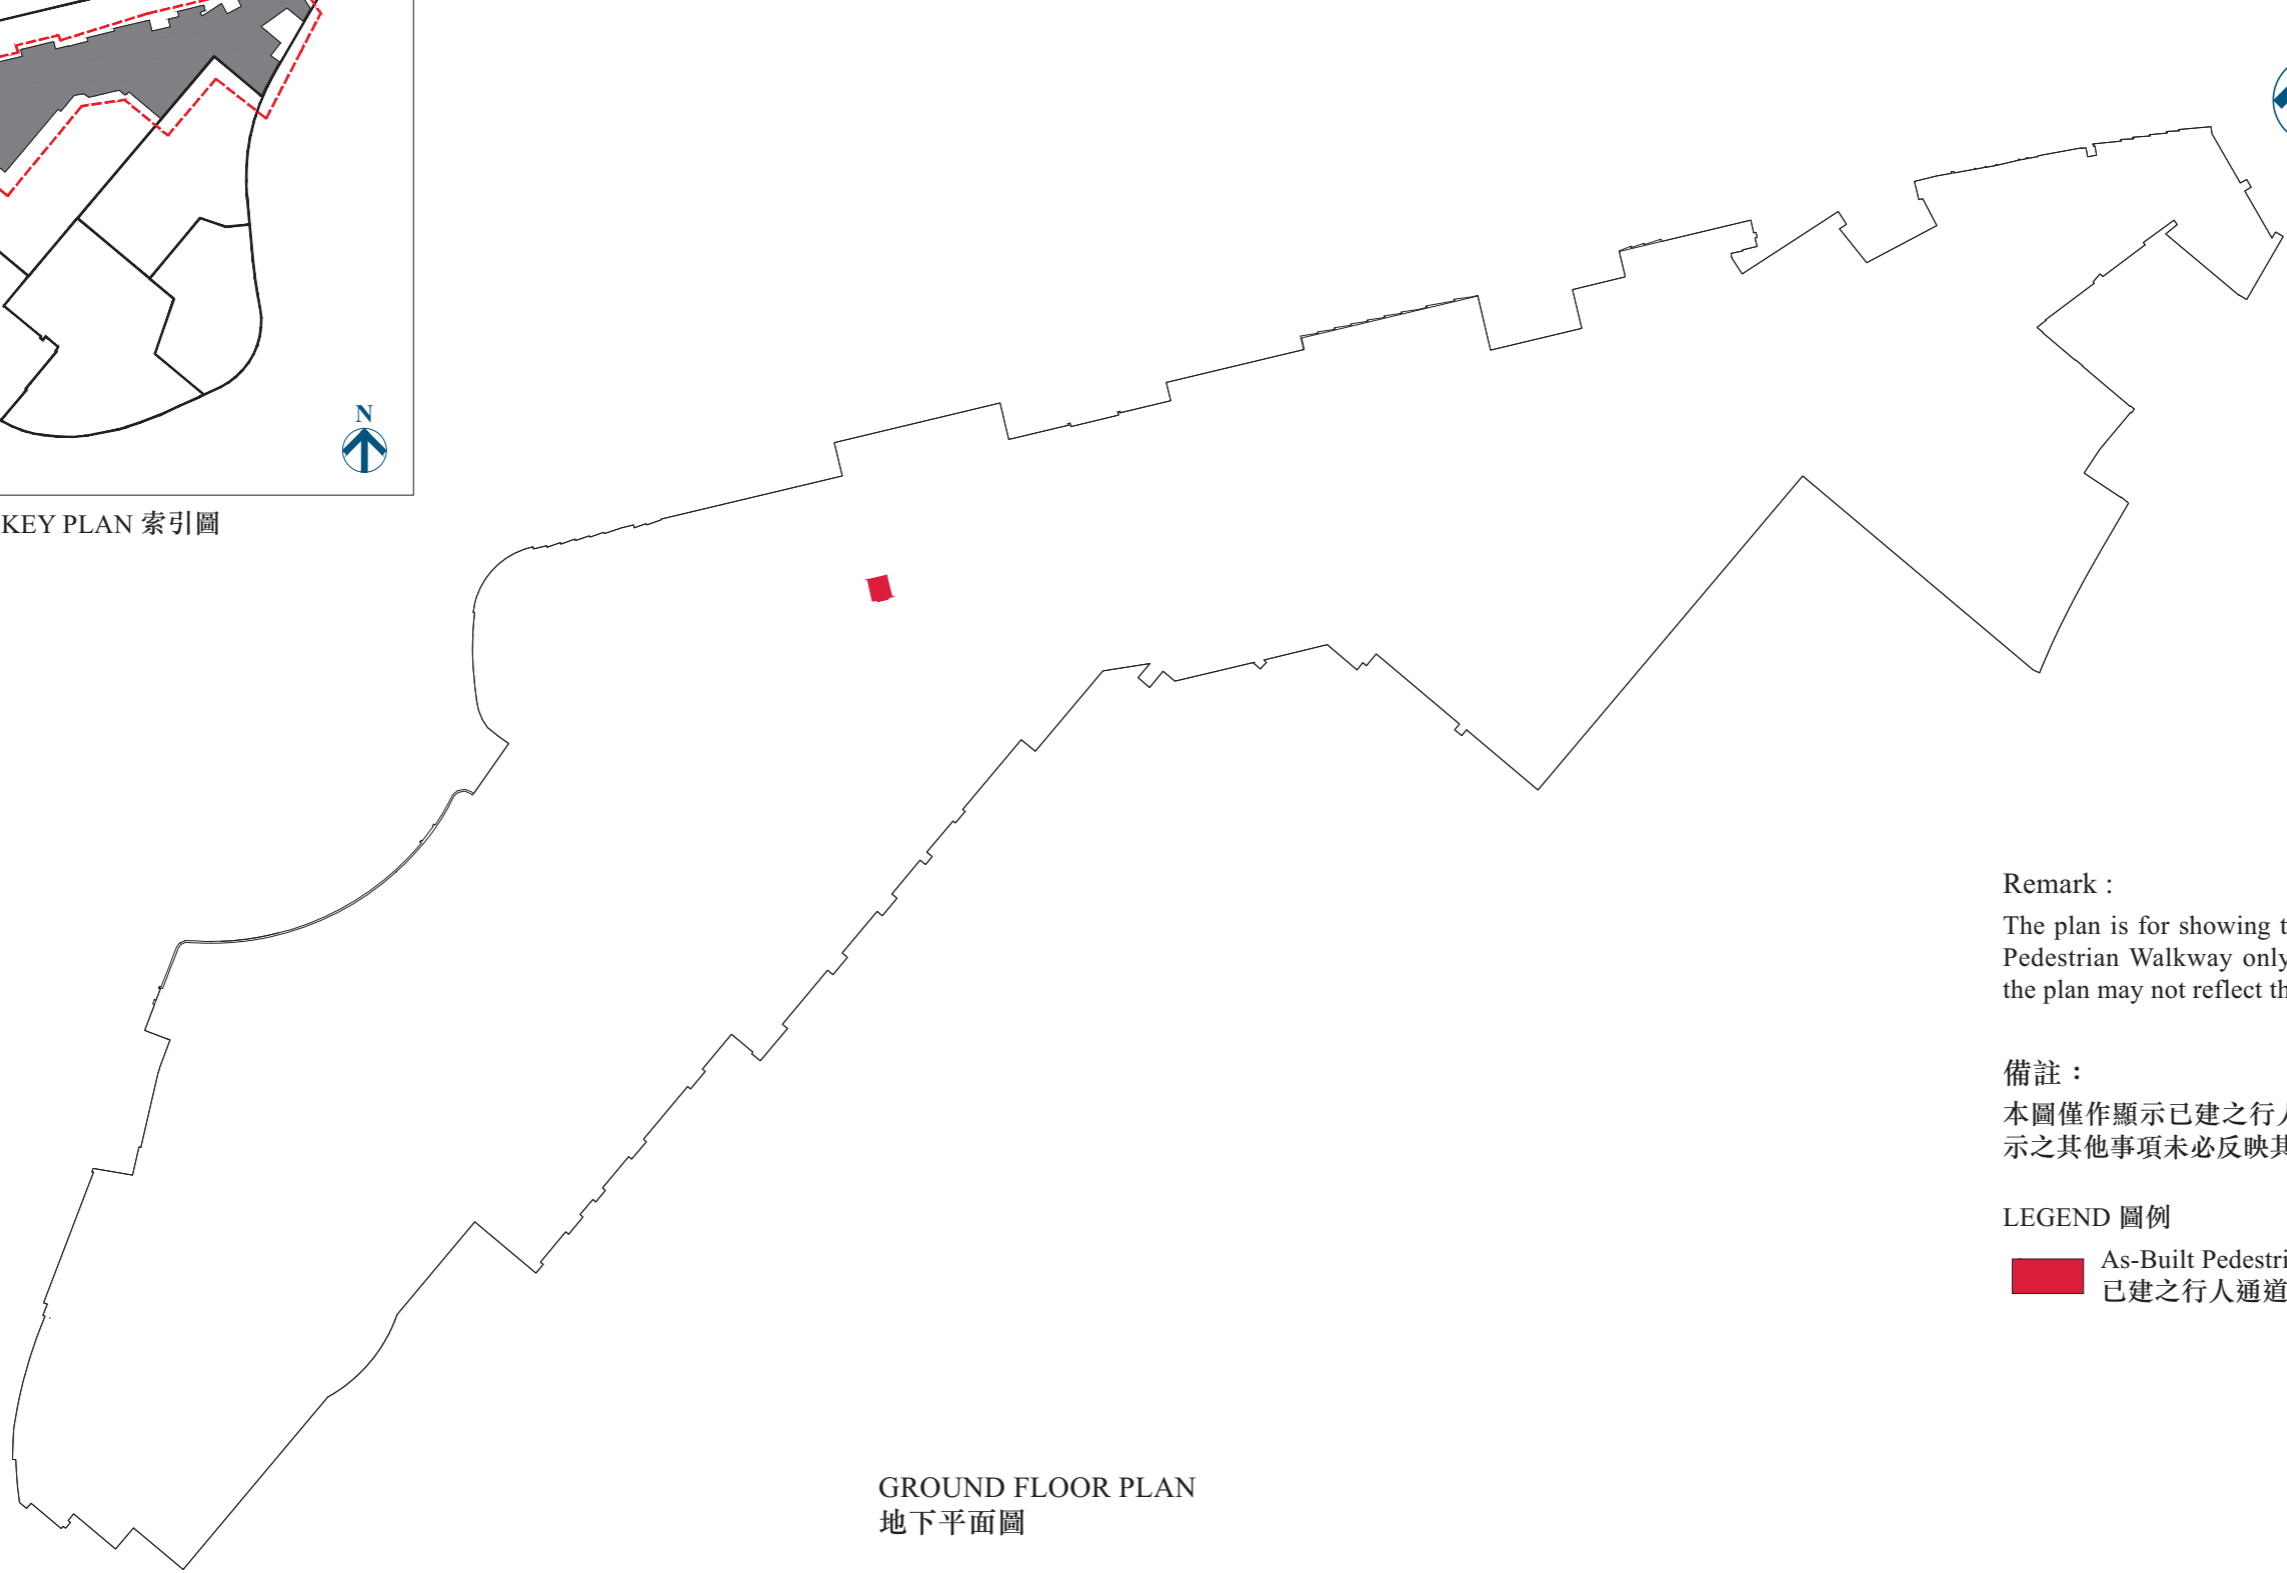 N
KEY PLAN 索引圖
Remark :
The plan is for showing
Pedestrian Walkway only
the plan may not reflect
備註：
本圖僅作顯示已建之行
示之其他事項未必反映
LEGEND 圖例
As-Built
已建之行人通道
GROUND FLOOR PLAN
地下平面圖